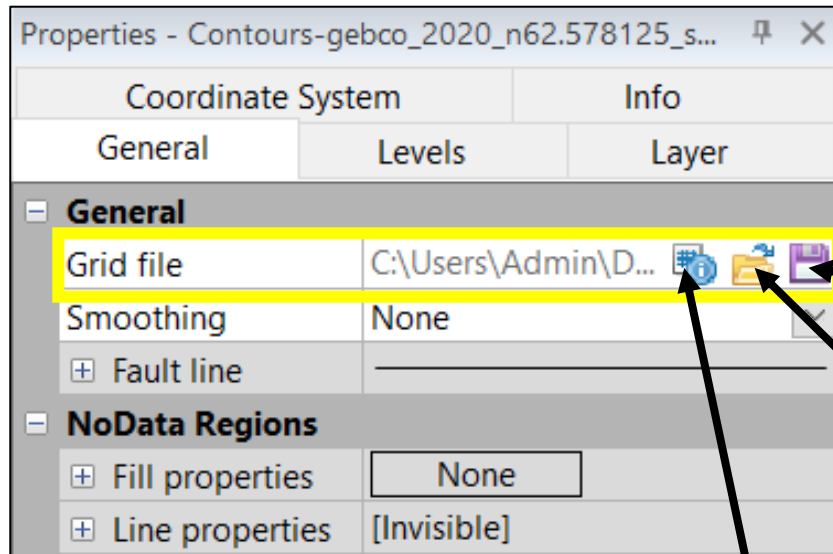 Properties - Contours-gebco_2020_n62.578125_s...
Coordinate System Info
General Levels Layer
General
Grid file C:\Users\Admin\D...
Smoothing None
Fault line
NoData Regions
Fill properties None
Line properties [Invisible]